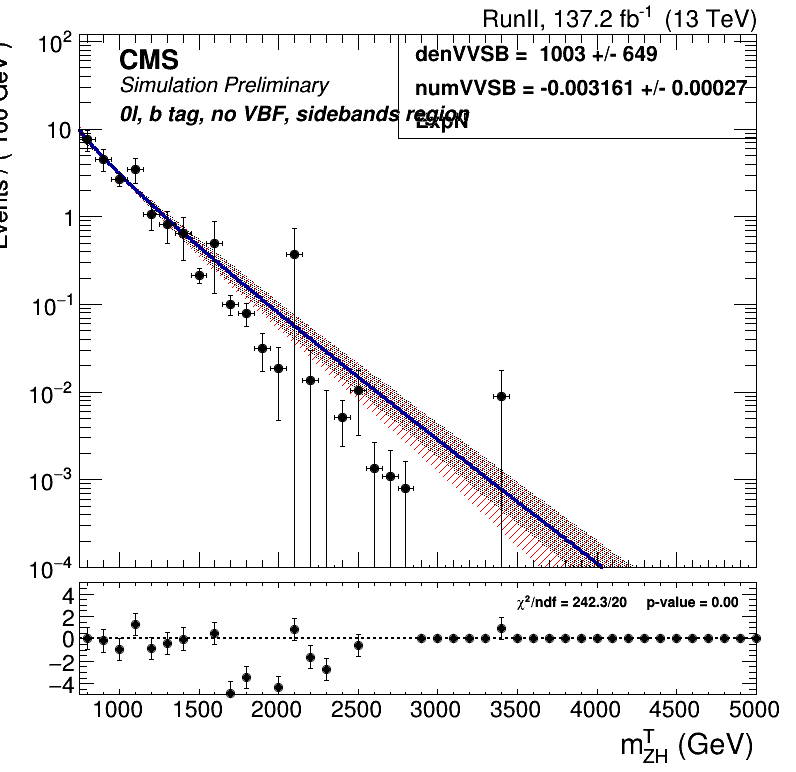 RunII, 137.2 fb⁻¹ (13 TeV)
CMS
Simulation Preliminary
0l, b tag, no VBF, sidebands region
denVVSB = 1003 +/- 649
numVVSB = -0.003161 +/- 0.00027
ExpN
10²
10
1
10⁻¹
10⁻²
10⁻³
10⁻⁴
Events / ( 100 GeV )
χ²/ndf = 242.3/20 p-value = 0.00
4
2
0
−2
−4
1000 1500 2000 2500 3000 3500 4000 4500 5000
m^T_ZH (GeV)